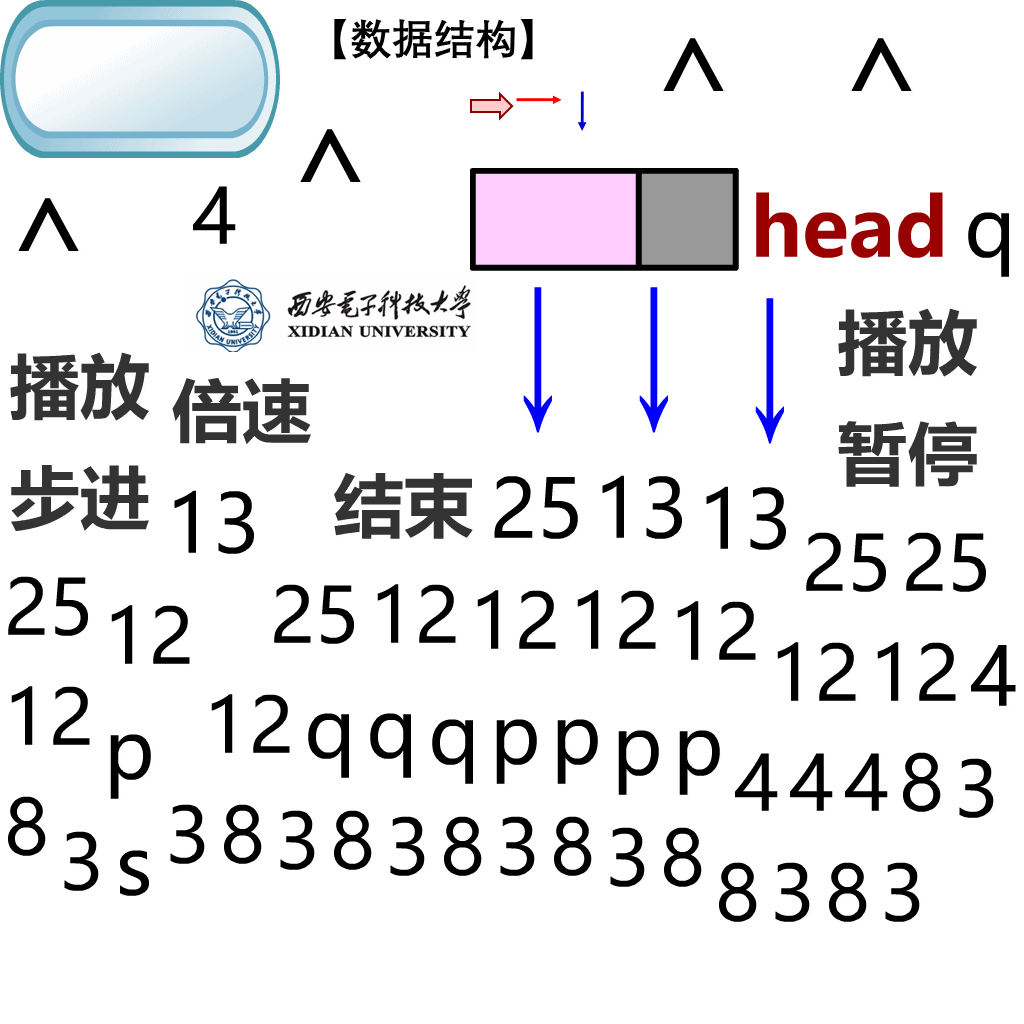 【数据结构】
∧ ∧
∧
∧ 4
head q
西安电子科技大学
XIDIAN UNIVERSITY
播放
播放 倍速
暂停
步进 13 结束 25 13 13
25 25
25 12 25 12 12 12 12
12 12 4
12 p 12 q q q p p p p
4 4 4 8 3
8 3 s 3 8 3 8 3 8 3 8 3 8
8 3 8 3